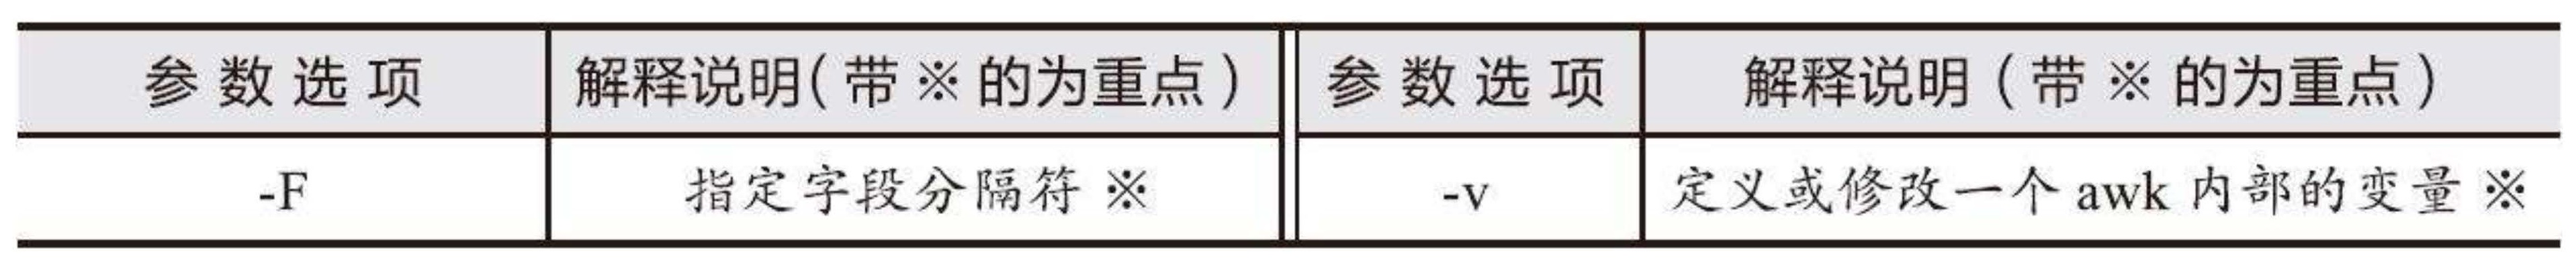 参数选项 解释说明(带※的为重点) 参数选项 解释说明(带※的为重点)
-F 指定字段分隔符※ -v 定义或修改一个 awk 内部的变量※